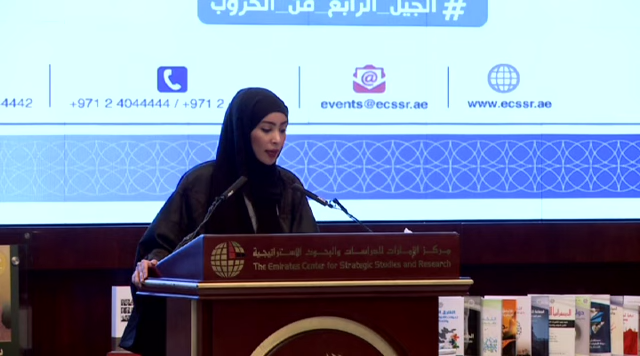 #الجيل_الرابع_من_الحروب
4442
+971 2 4044444 / +971 2
events@ecssr.ae
www.ecssr.ae
مركز الإمارات للدراسات والبحوث الاستراتيجية
The Emirates Center for Strategic Studies and Research